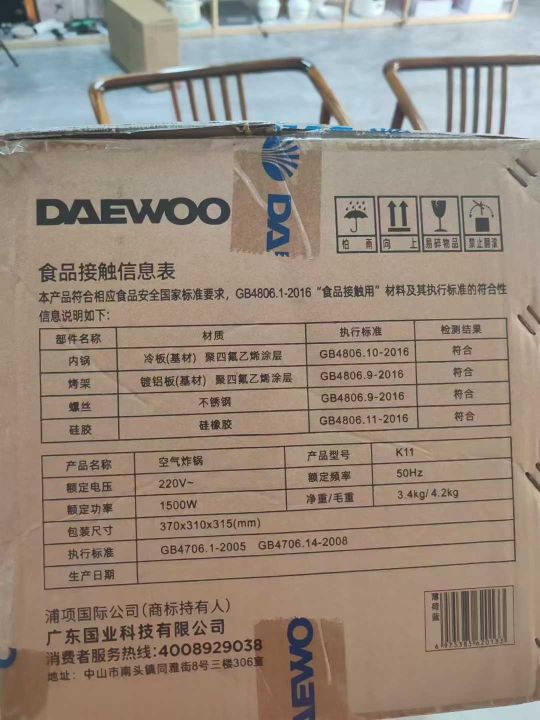 DAEWOO
DA
怕 雨
向 上
易碎物品
禁止翻滚
食品接触信息表
本产品符合相应食品安全国家标准要求，GB4806.1-2016 “食品接触用” 材料及其执行标准的符合性
信息说明如下：
部件名称 材质 执行标准 检测结果
内锅 冷板(基材) 聚四氟乙烯涂层 GB4806.10-2016 符合
烤架 镀铝板(基材) 聚四氟乙烯涂层 GB4806.9-2016 符合
螺丝 不锈钢 GB4806.9-2016 符合
硅胶 硅橡胶 GB4806.11-2016 符合
产品名称 空气炸锅 产品型号 K11
额定电压 220V~ 额定频率 50Hz
额定功率 1500W 净重/毛重 3.4kg/4.2kg
包装尺寸 370x310x315(mm)
执行标准 GB4706.1-2005 GB4706.14-2008
生产日期
浦项国际公司(商标持有人)
广东国业科技有限公司
消费者服务热线:4008929038
地址：中山市南头镇同雅街8号三楼306室
DAEWOO
薄荷蓝